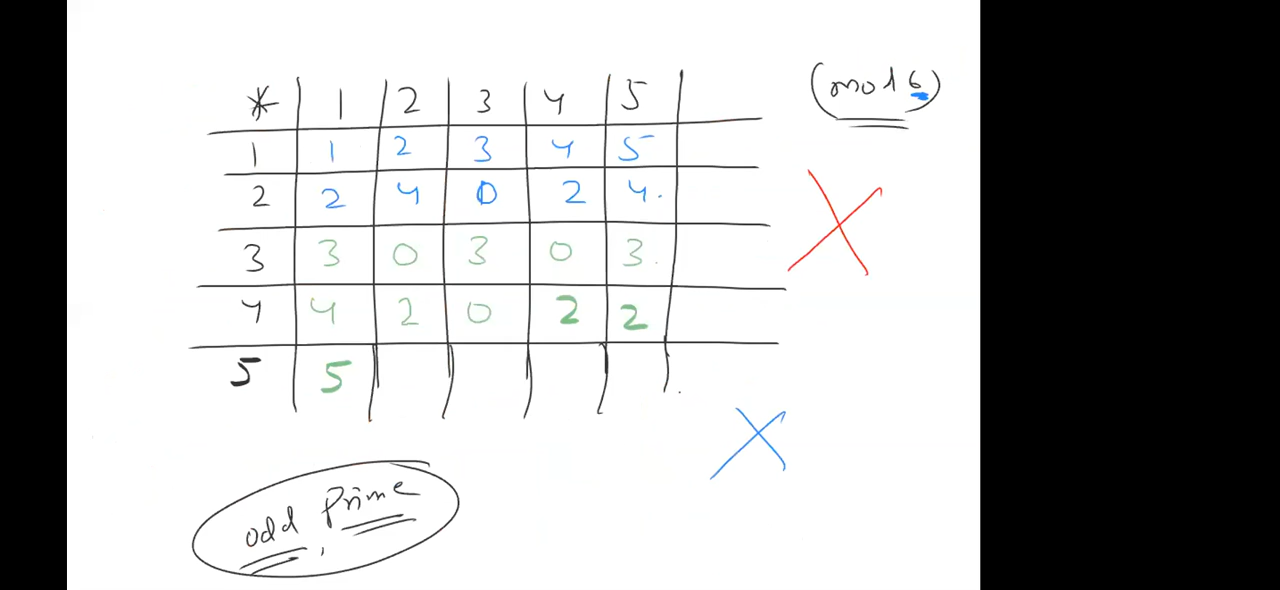 * 1 2 3 4 5 (mod 6)
1 1 2 3 4 5
2 2 4 0 2 4.
3 3 0 3 0 3.
4 4 2 0 2 2
5 5 .
odd, Prime